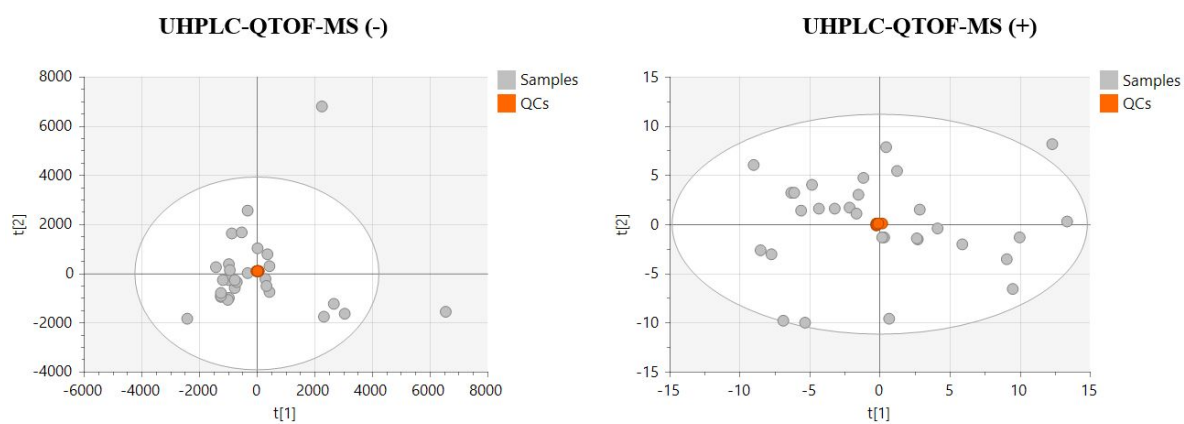 UHPLC-QTOF-MS (-)
8000
6000
4000
2000
0
-2000
-4000
t[2]
-6000 -4000 -2000 0 2000 4000 6000 8000
t[1]
Samples
QCs
UHPLC-QTOF-MS (+)
15
10
5
0
-5
-10
-15
t[2]
-15 -10 -5 0 5 10 15
t[1]
Samples
QCs